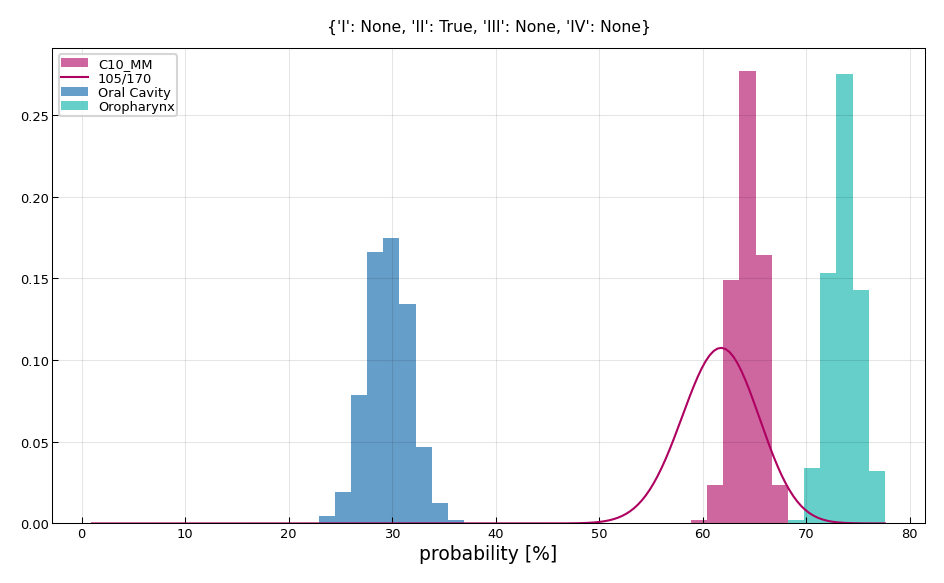 {'I': None, 'II': True, 'III': None, 'IV': None}
C10_MM
105/170
Oral Cavity
Oropharynx
0.25
0.20
0.15
0.10
0.05
0.00
0 10 20 30 40 50 60 70 80
probability [%]